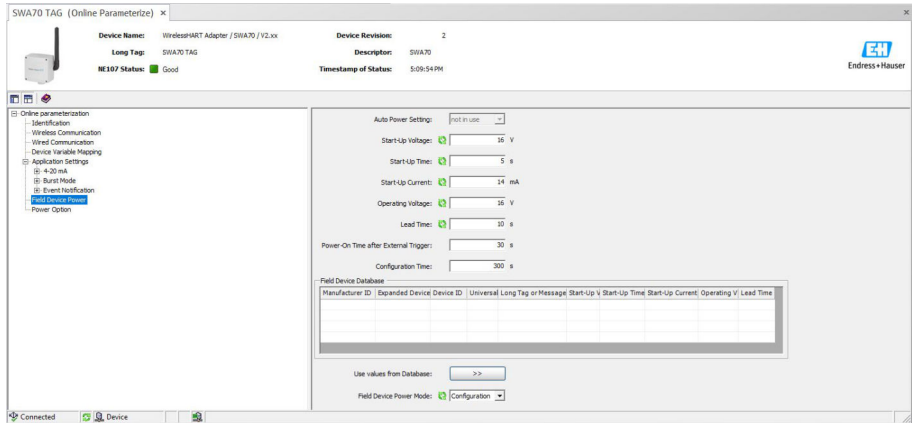 SWA70 TAG (Online Parameterize) ×
Device Name: WirelessHART Adapter / SWA70 / V2.xx Device Revision: 2
Long Tag: SWA70 TAG Descriptor: SWA70
NE107 Status: Good Timestamp of Status: 5:09:54 PM
EH
Endress+Hauser
Online parameterization
Identification
Wireless Communication
Wired Communication
Device Variable Mapping
Application Settings
4-20 mA
Burst Mode
Event Notification
Field Device Power
Power Option
Auto Power Setting: not in use
Start-Up Voltage: 16 V
Start-Up Time: 5 s
Start-Up Current: 14 mA
Operating Voltage: 16 V
Lead Time: 10 s
Power-On Time after External Trigger: 30 s
Configuration Time: 300 s
Field Device Database
Manufacturer ID Expanded Device Device ID Universal Long Tag or Message Start-Up V Start-Up Time Start-Up Current Operating V Lead Time
Use values from Database: >>
Field Device Power Mode: Configuration
Connected Device